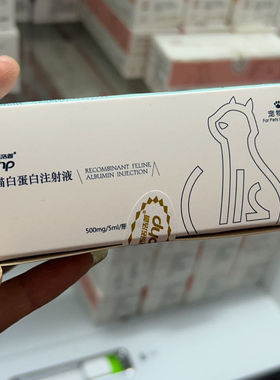 宠物
For Pets
猫白蛋白注射液
RECOMBINANT FELINE
ALBUMIN INJECTION
500mg/5ml/瓶